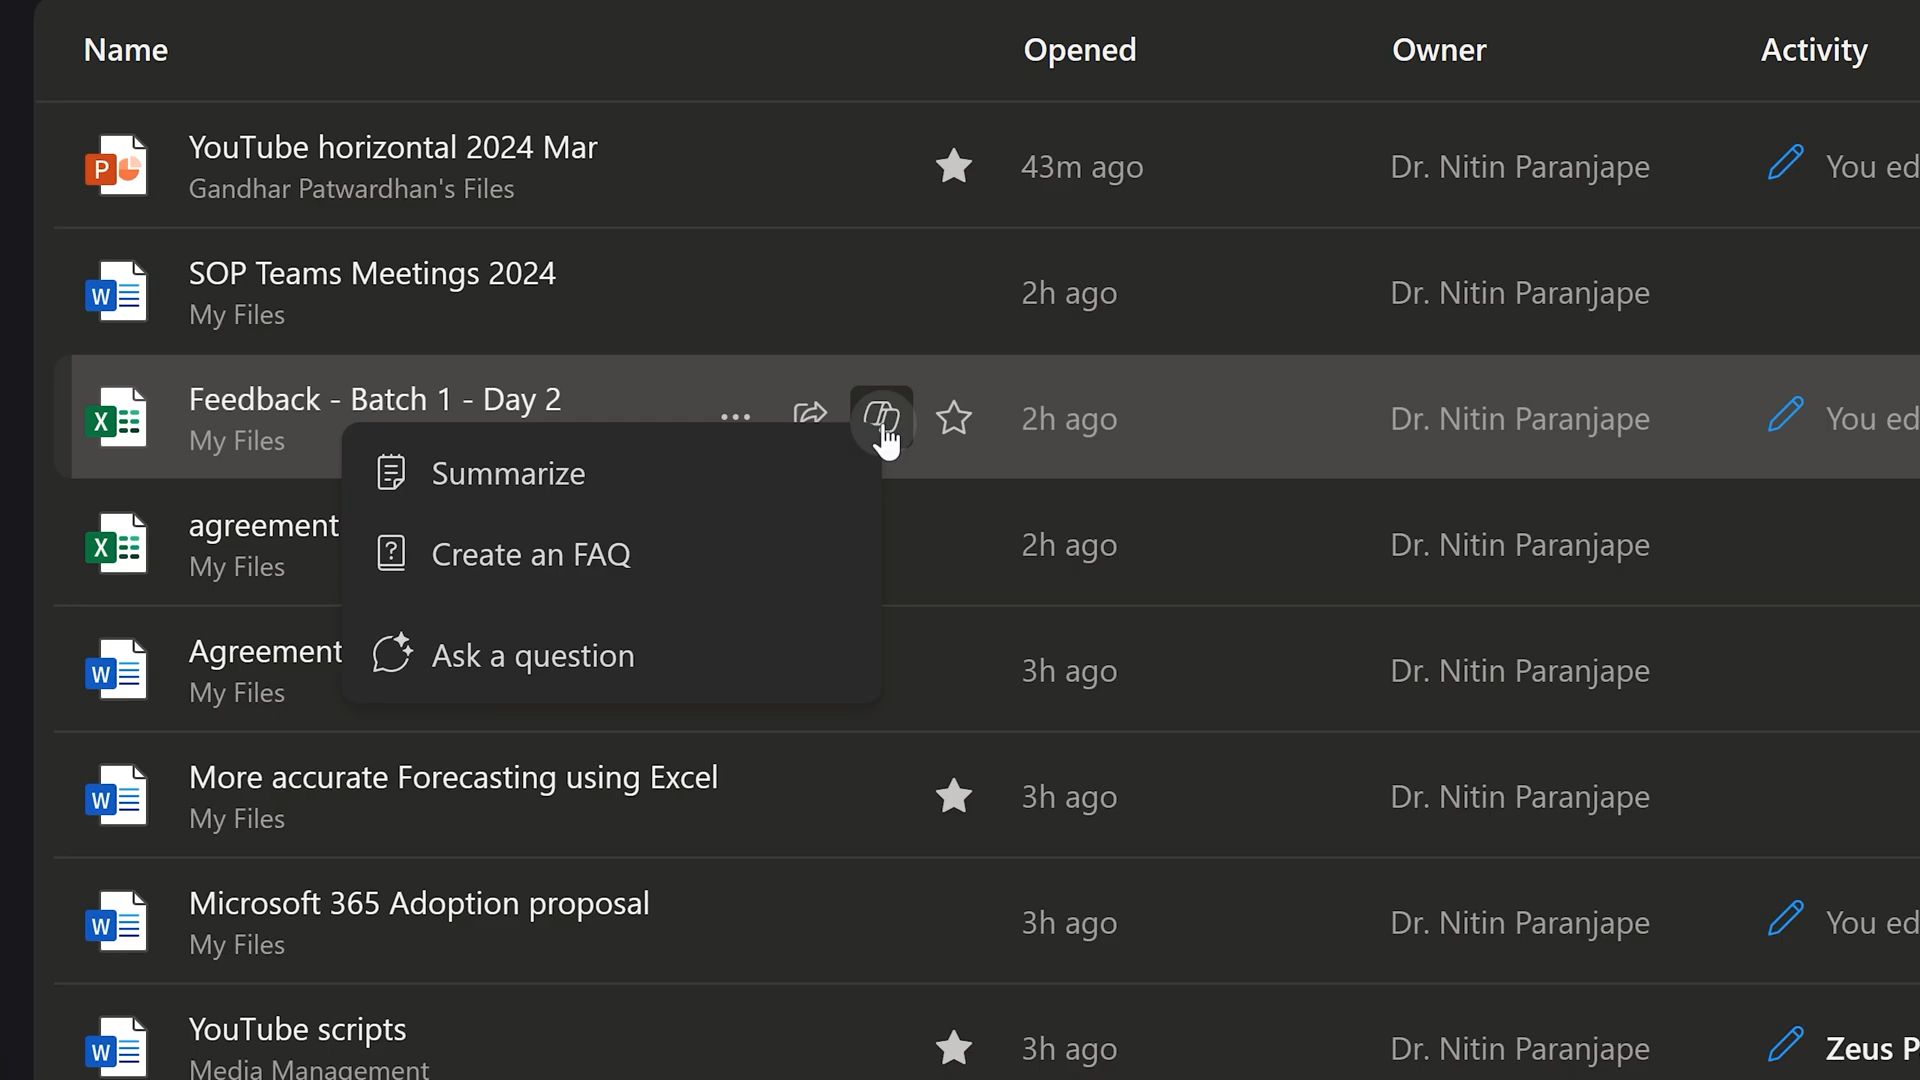 Name Opened Owner Activity
YouTube horizontal 2024 Mar
Gandhar Patwardhan's Files
43m ago Dr. Nitin Paranjape You ed
SOP Teams Meetings 2024
My Files
2h ago Dr. Nitin Paranjape
Feedback - Batch 1 - Day 2
My Files
2h ago Dr. Nitin Paranjape You ed
Summarize
Create an FAQ
Ask a question
agreement
My Files
2h ago Dr. Nitin Paranjape
Agreement
My Files
3h ago Dr. Nitin Paranjape
More accurate Forecasting using Excel
My Files
3h ago Dr. Nitin Paranjape
Microsoft 365 Adoption proposal
My Files
3h ago Dr. Nitin Paranjape You ed
YouTube scripts
Media Management
3h ago Dr. Nitin Paranjape Zeus P